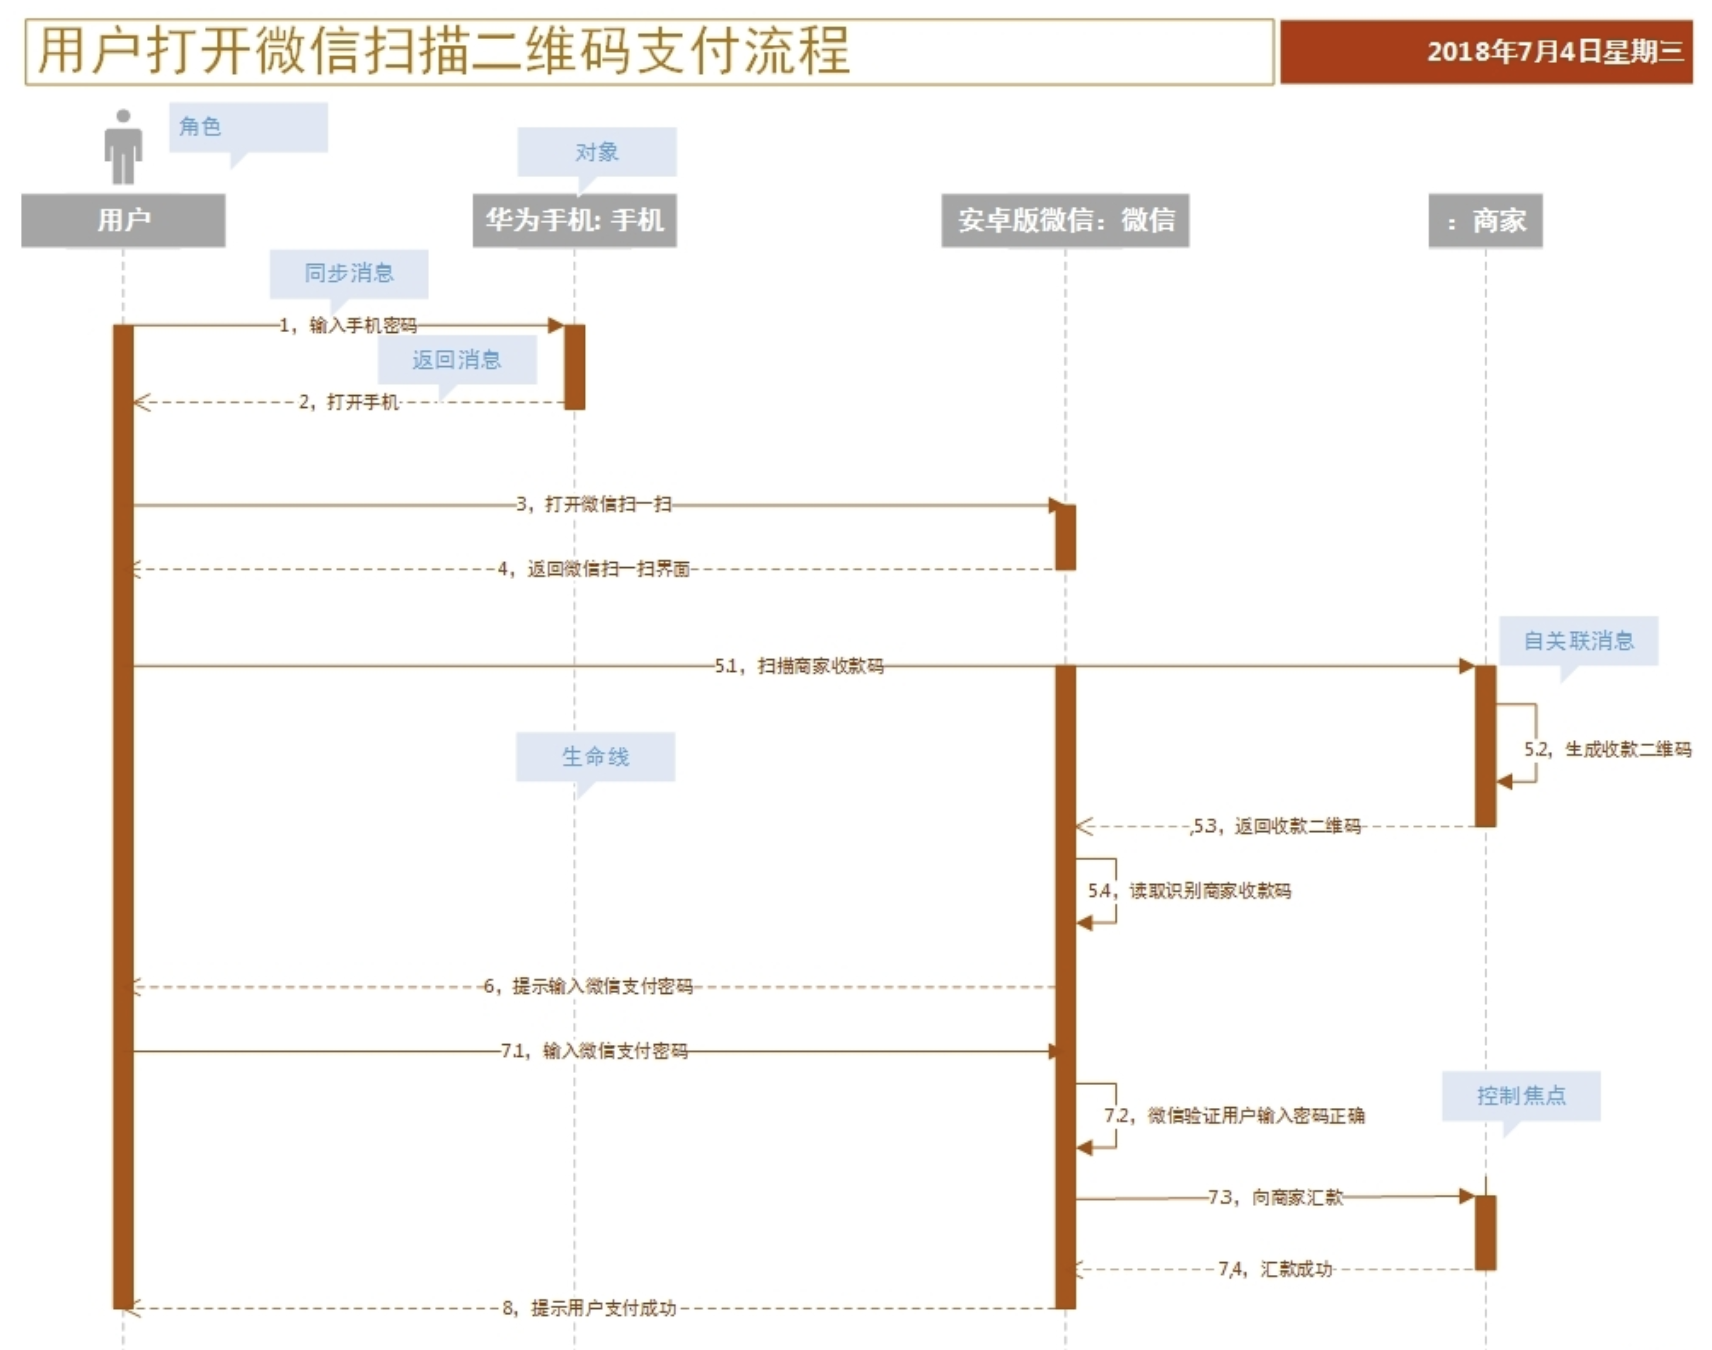 用户打开微信扫描二维码支付流程
2018年7月4日星期三
角色
对象
用户
华为手机: 手机
安卓版微信：微信
：商家
同步消息
1，输入手机密码
返回消息
2，打开手机
3，打开微信扫一扫
4，返回微信扫一扫界面
自关联消息
5.1，扫描商家收款码
5.2，生成收款二维码
生命线
5.3，返回收款二维码
5.4，读取识别商家收款码
6，提示输入微信支付密码
7.1，输入微信支付密码
控制焦点
7.2，微信验证用户输入密码正确
7.3，向商家汇款
7,4，汇款成功
8，提示用户支付成功